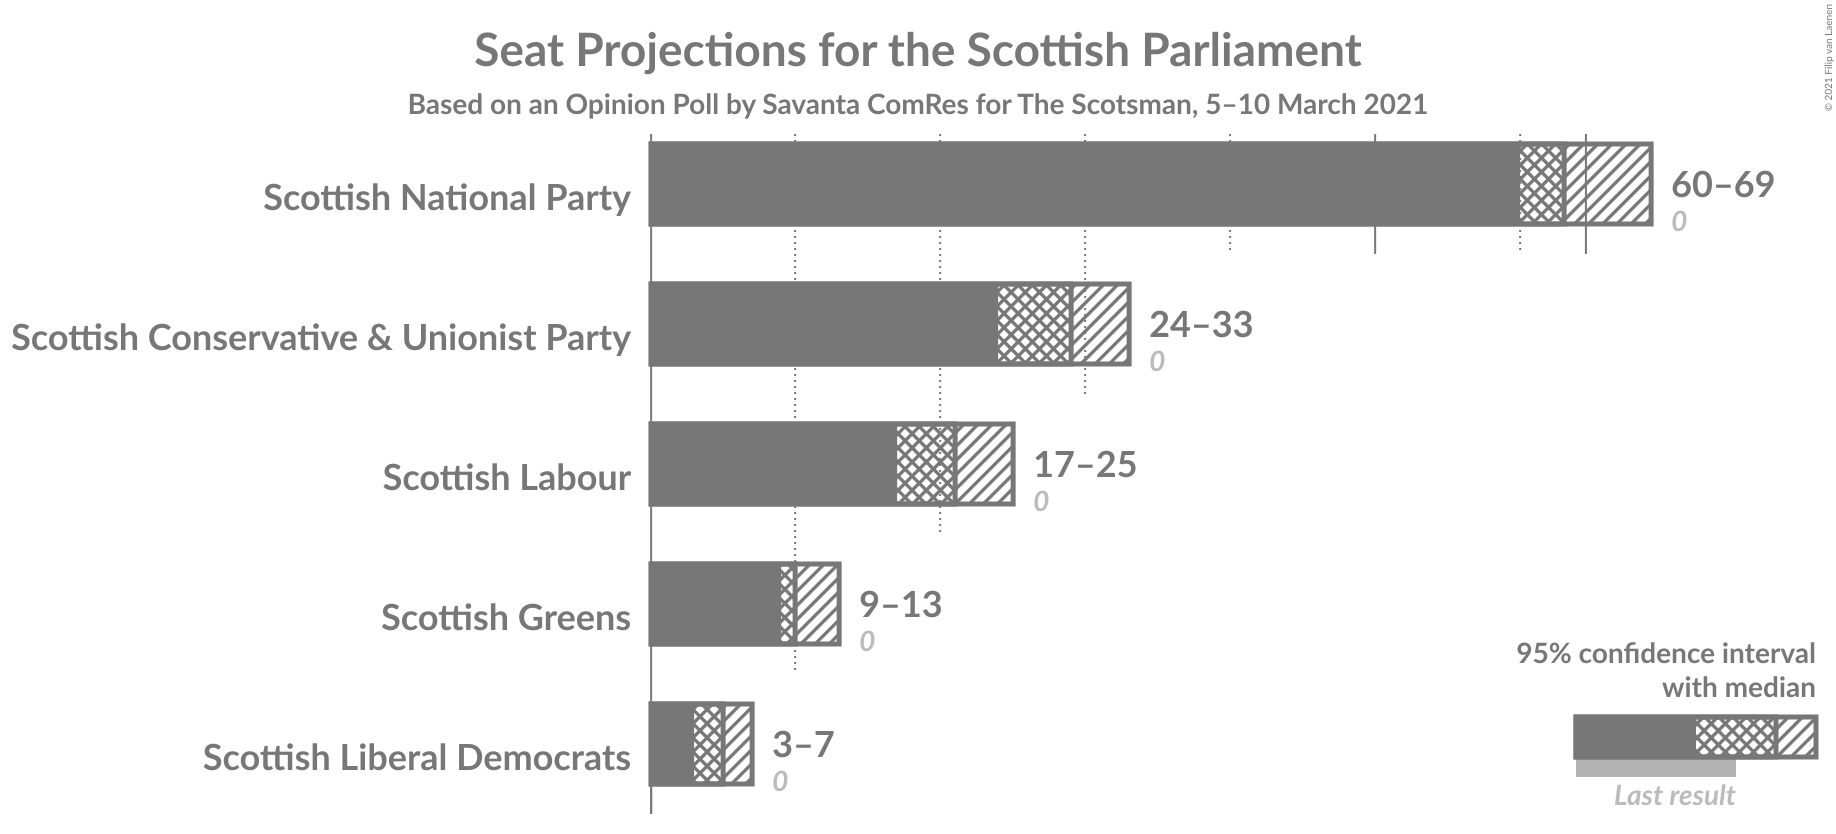 Seat Projections for the Scottish Parliament
Based on an Opinion Poll by Savanta ComRes for The Scotsman, 5–10 March 2021
© 2021 Filip van Laenen
Scottish National Party
60–69
0
Scottish Conservative & Unionist Party
24–33
0
Scottish Labour
17–25
0
Scottish Greens
9–13
0
Scottish Liberal Democrats
3–7
0
95% confidence interval
with median
Last result